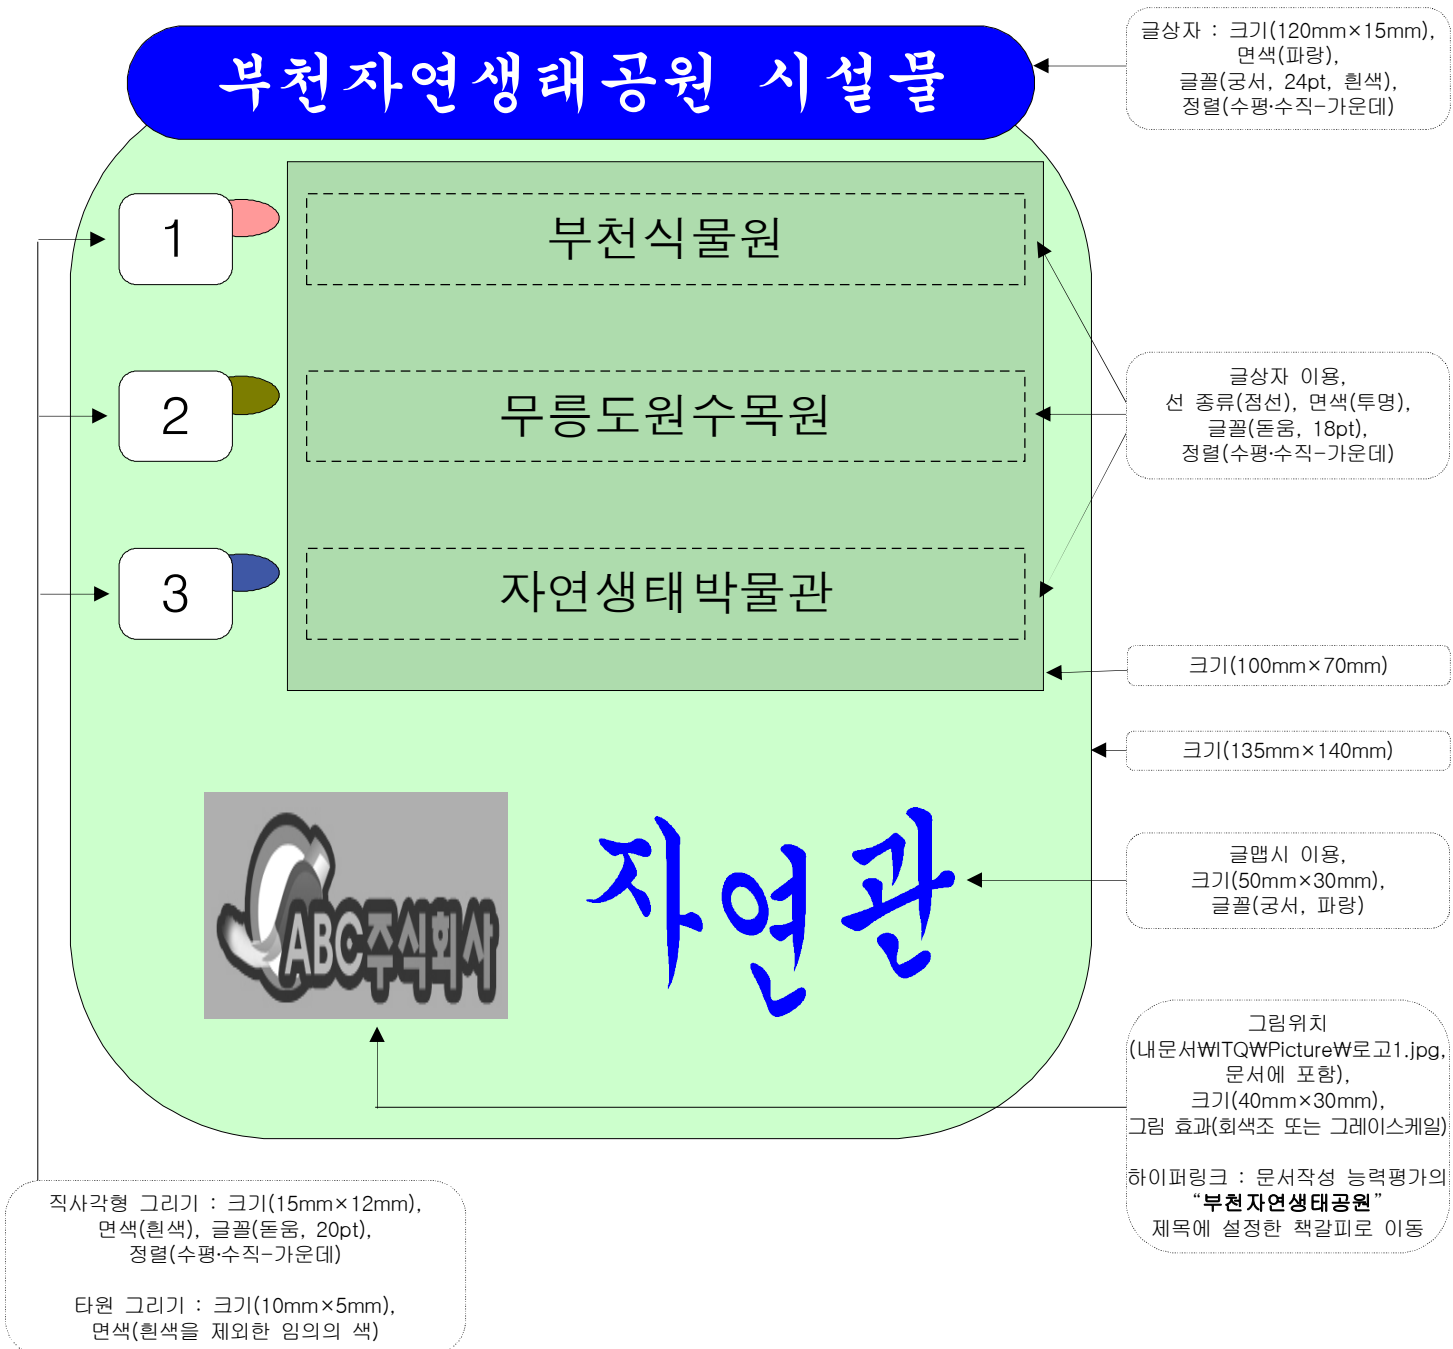 부천자연생태공원 시설물
글상자 : 크기(120mm×15mm),
면색(파랑),
글꼴(궁서, 24pt, 흰색),
정렬(수평·수직-가운데)
1
부천식물원
2
무릉도원수목원
글상자 이용,
선 종류(점선), 면색(투명),
글꼴(돋움, 18pt),
정렬(수평·수직-가운데)
3
자연생태박물관
크기(100mm×70mm)
크기(135mm×140mm)
ABC주식회사
자연관
글맵시 이용,
크기(50mm×30mm),
글꼴(궁서, 파랑)
그림위치
(내문서₩ITQ₩Picture₩로고1.jpg,
문서에 포함),
크기(40mm×30mm),
그림 효과(회색조 또는 그레이스케일)
하이퍼링크 : 문서작성 능력평가의
“부천자연생태공원”
제목에 설정한 책갈피로 이동
직사각형 그리기 : 크기(15mm×12mm),
면색(흰색), 글꼴(돋움, 20pt),
정렬(수평·수직-가운데)
타원 그리기 : 크기(10mm×5mm),
면색(흰색을 제외한 임의의 색)